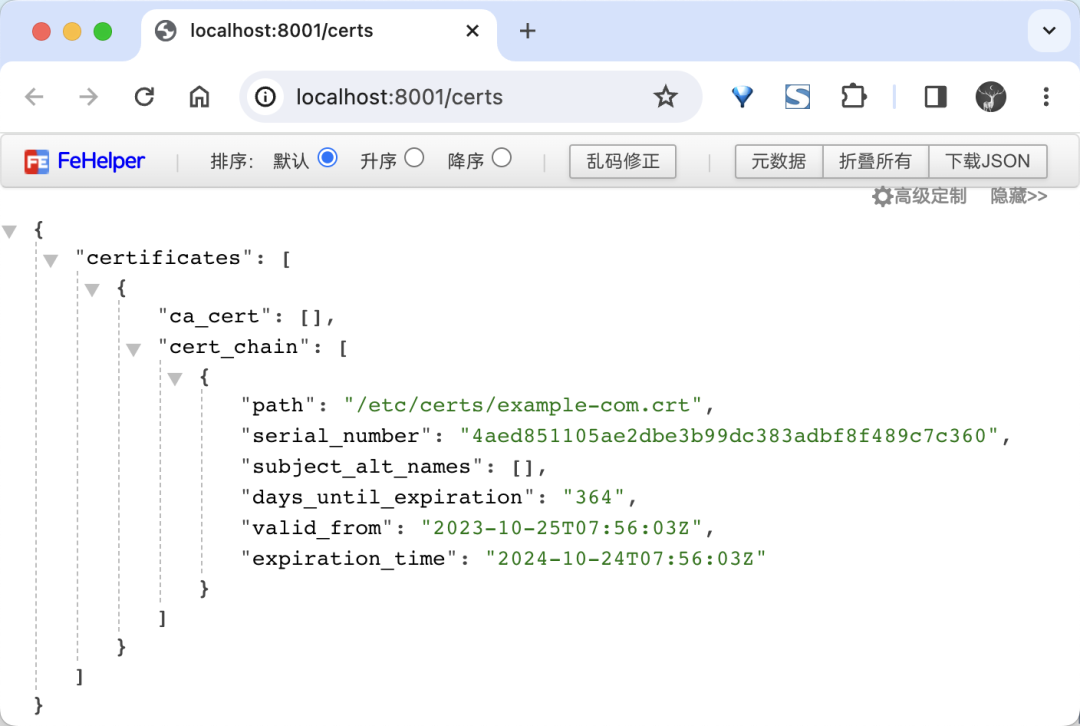 localhost:8001/certs
localhost:8001/certs
FeHelper 排序: 默认 升序 降序 乱码修正 元数据 折叠所有 下载JSON
高级定制 隐藏>>
{
"certificates": [
{
"ca_cert": [],
"cert_chain": [
{
"path": "/etc/certs/example-com.crt",
"serial_number": "4aed851105ae2dbe3b99dc383adbf8f489c7c360",
"subject_alt_names": [],
"days_until_expiration": "364",
"valid_from": "2023-10-25T07:56:03Z",
"expiration_time": "2024-10-24T07:56:03Z"
}
]
}
]
}